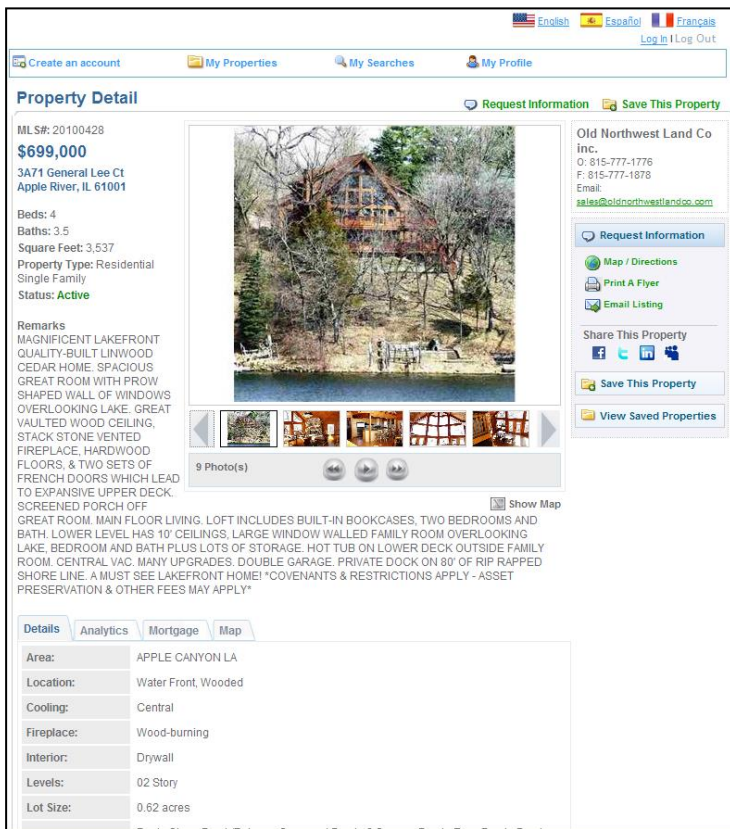 English Español Français
Log In | Log Out
Create an account My Properties My Searches My Profile
Property Detail
Request Information Save This Property
MLS#: 20100428
$699,000
3A71 General Lee Ct
Apple River, IL 61001
Beds: 4
Baths: 3.5
Square Feet: 3,537
Property Type: Residential
Single Family
Status: Active
Remarks
MAGNIFICENT LAKEFRONT
QUALITY-BUILT LINWOOD
CEDAR HOME. SPACIOUS
GREAT ROOM WITH PROW
SHAPED WALL OF WINDOWS
OVERLOOKING LAKE. GREAT
VAULTED WOOD CEILING,
STACK STONE VENTED
FIREPLACE, HARDWOOD
FLOORS, & TWO SETS OF
FRENCH DOORS WHICH LEAD
TO EXPANSIVE UPPER DECK.
SCREENED PORCH OFF
GREAT ROOM. MAIN FLOOR LIVING. LOFT INCLUDES BUILT-IN BOOKCASES, TWO BEDROOMS AND
BATH. LOWER LEVEL HAS 10' CEILINGS, LARGE WINDOW WALLED FAMILY ROOM OVERLOOKING
LAKE, BEDROOM AND BATH PLUS LOTS OF STORAGE. HOT TUB ON LOWER DECK OUTSIDE FAMILY
ROOM. CENTRAL VAC. MANY UPGRADES. DOUBLE GARAGE. PRIVATE DOCK ON 80' OF RIP RAPPED
SHORE LINE. A MUST SEE LAKEFRONT HOME! *COVENANTS & RESTRICTIONS APPLY - ASSET
PRESERVATION & OTHER FEES MAY APPLY*
9 Photo(s)
Show Map
Old Northwest Land Co
inc.
O: 815-777-1776
F: 815-777-1878
Email:
sales@oldnorthwestlandco.com
Request Information
Map / Directions
Print A Flyer
Email Listing
Share This Property
Save This Property
View Saved Properties
Details Analytics Mortgage Map
Area: APPLE CANYON LA
Location: Water Front, Wooded
Cooling: Central
Fireplace: Wood-burning
Interior: Drywall
Levels: 02 Story
Lot Size: 0.62 acres